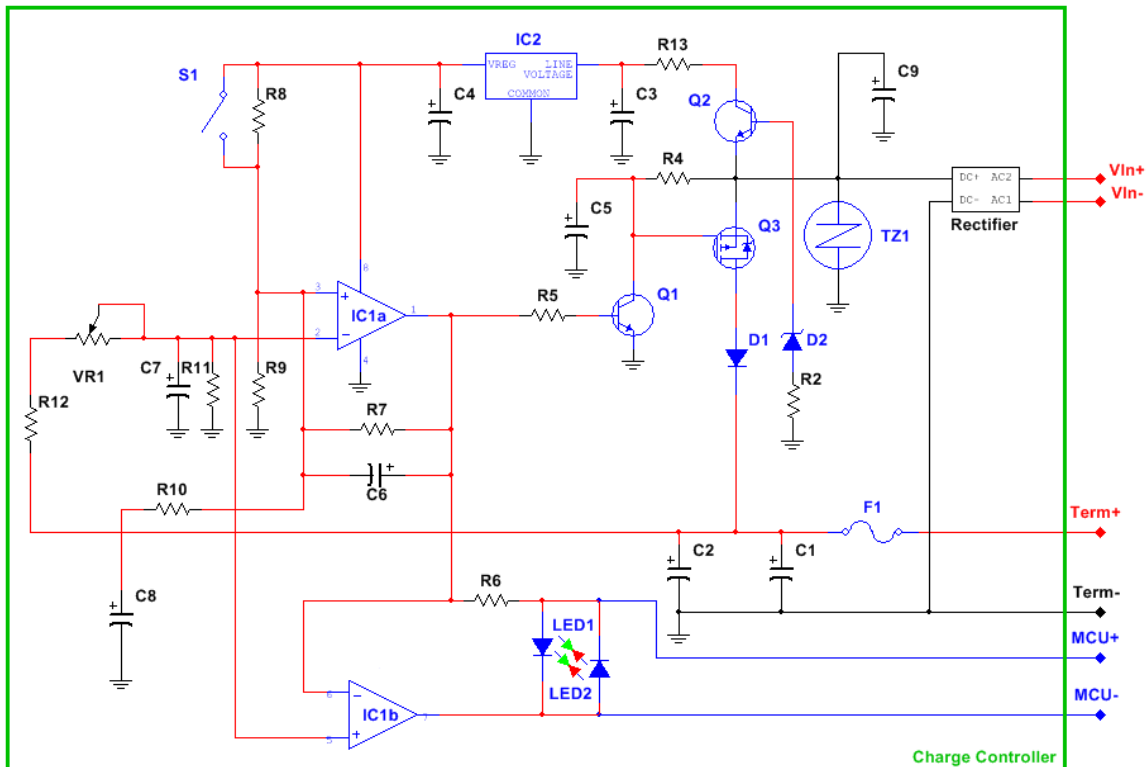 IC2
R13
C9
S1
VREG LINE
VOLTAGE
COMMON
R8
C4
C3
Q2
R4
C5
DC+ AC2
DC- AC1
Rectifier
VIn+
VIn-
Q3
TZ1
8
3
+
IC1a
1
2
−
4
R5
Q1
VR1
C7
R11
R9
D1
D2
R2
R12
R7
C6
R10
F1
Term+
C2
C1
C8
R6
Term-
LED1
MCU+
LED2
6
−
IC1b
7
5
+
MCU-
Charge Controller